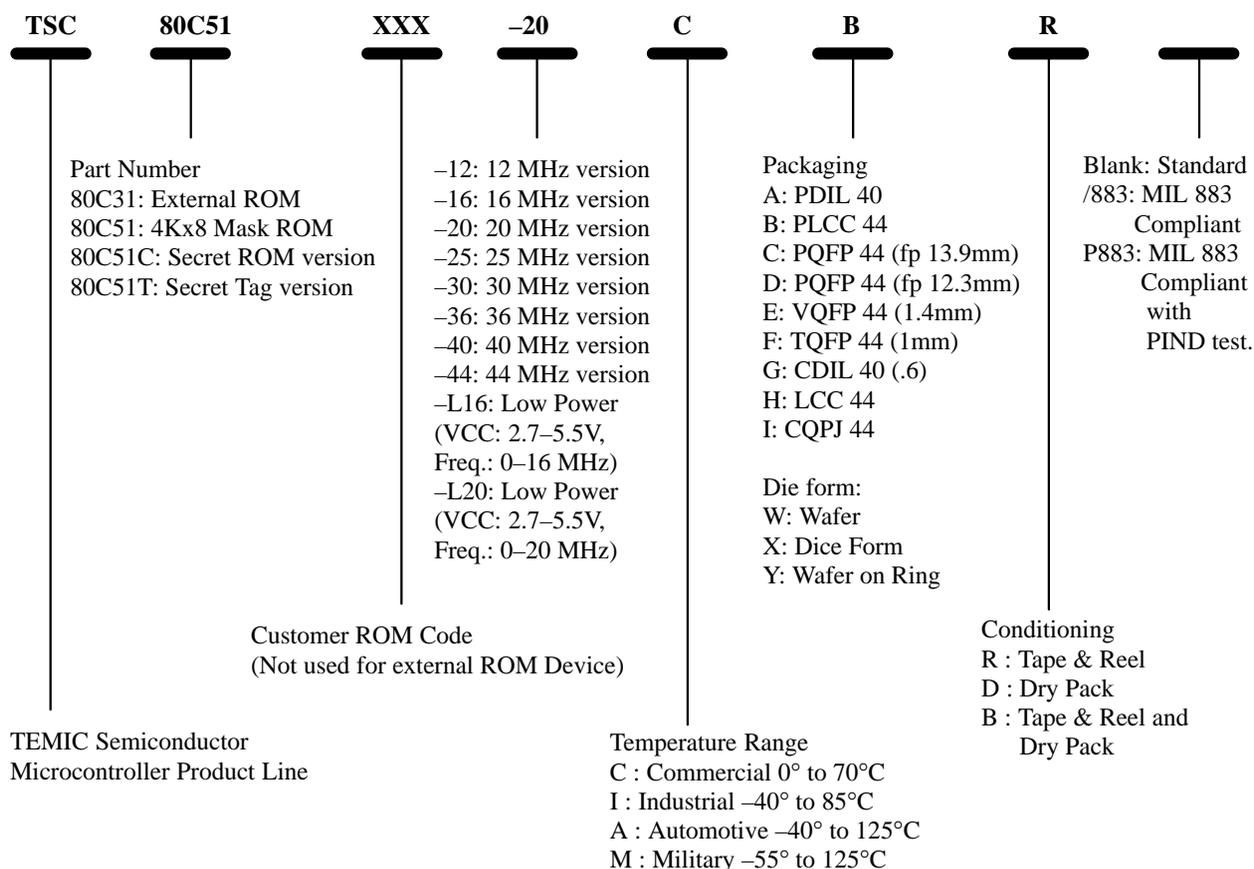 TSC 80C51 XXX –20 C B R
Part Number
80C31: External ROM
80C51: 4Kx8 Mask ROM
80C51C: Secret ROM version
80C51T: Secret Tag version
–12: 12 MHz version
–16: 16 MHz version
–20: 20 MHz version
–25: 25 MHz version
–30: 30 MHz version
–36: 36 MHz version
–40: 40 MHz version
–44: 44 MHz version
–L16: Low Power
(VCC: 2.7–5.5V,
Freq.: 0–16 MHz)
–L20: Low Power
(VCC: 2.7–5.5V,
Freq.: 0–20 MHz)
Packaging
A: PDIL 40
B: PLCC 44
C: PQFP 44 (fp 13.9mm)
D: PQFP 44 (fp 12.3mm)
E: VQFP 44 (1.4mm)
F: TQFP 44 (1mm)
G: CDIL 40 (.6)
H: LCC 44
I: CQPJ 44
Die form:
W: Wafer
X: Dice Form
Y: Wafer on Ring
Blank: Standard
/883: MIL 883
Compliant
P883: MIL 883
Compliant
with
PIND test.
Customer ROM Code
(Not used for external ROM Device)
Conditioning
R : Tape & Reel
D : Dry Pack
B : Tape & Reel and
Dry Pack
TEMIC Semiconductor
Microcontroller Product Line
Temperature Range
C : Commercial 0° to 70°C
I : Industrial –40° to 85°C
A : Automotive –40° to 125°C
M : Military –55° to 125°C